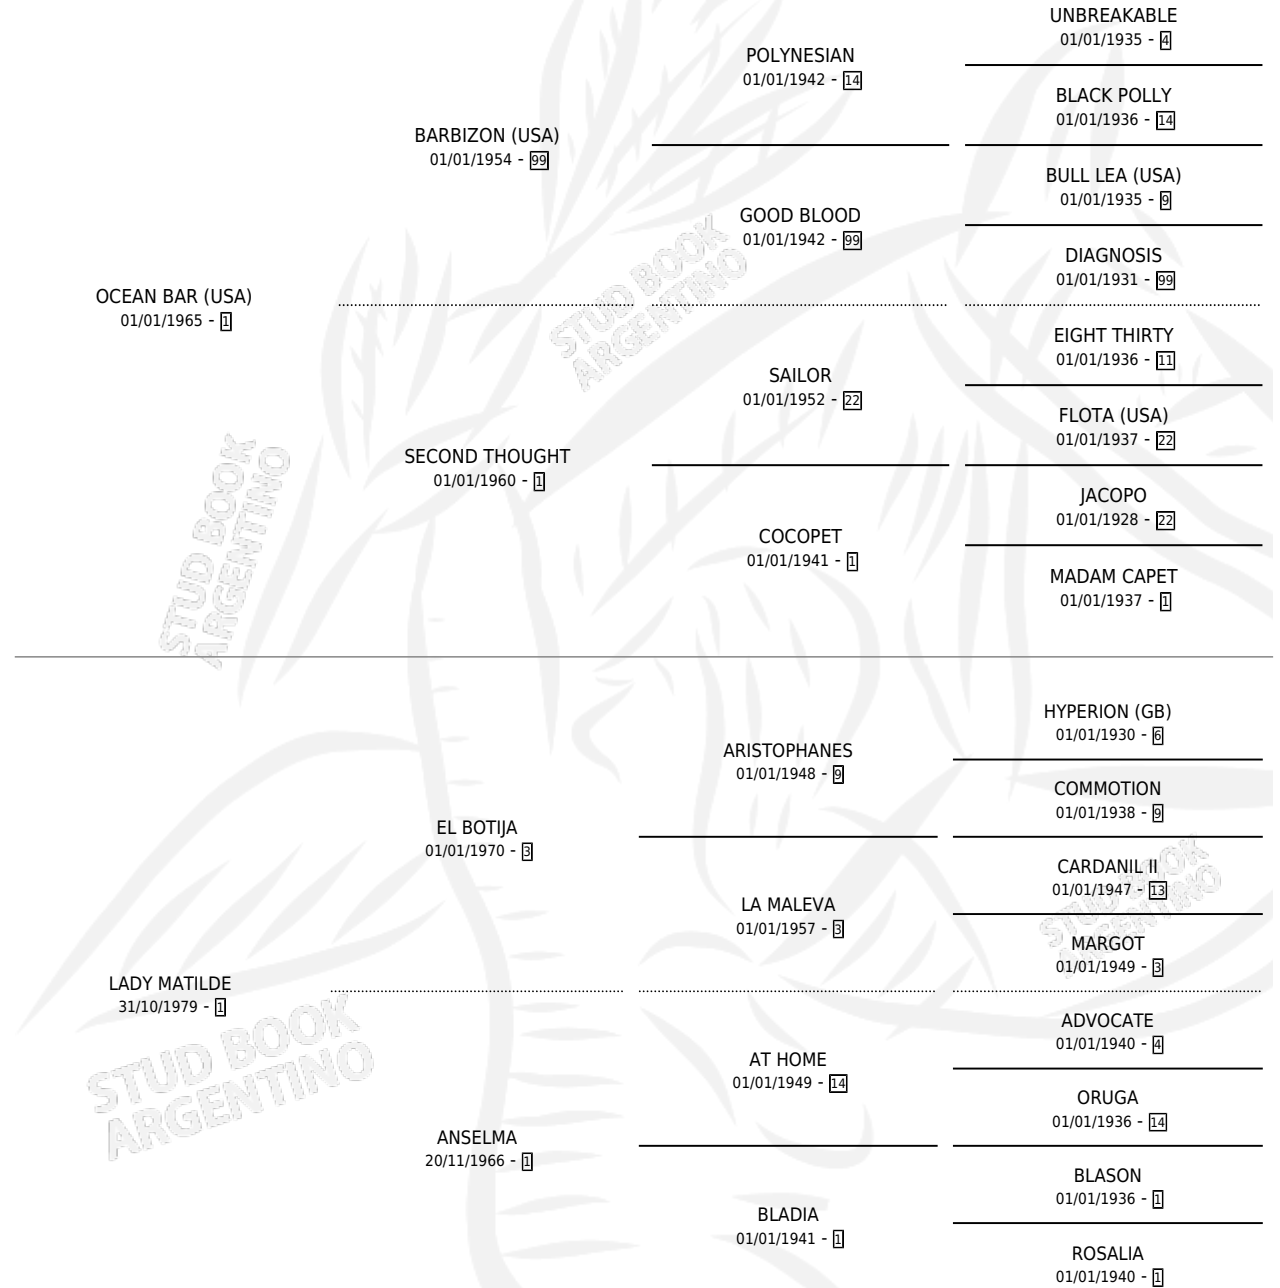 UNBREAKABLE
01/01/1935 - 4
POLYNESIAN
01/01/1942 - 14
BLACK POLLY
01/01/1936 - 14
BARBIZON (USA)
01/01/1954 - 99
BULL LEA (USA)
01/01/1935 - 9
GOOD BLOOD
01/01/1942 - 99
DIAGNOSIS
01/01/1931 - 99
OCEAN BAR (USA)
01/01/1965 - 1
EIGHT THIRTY
01/01/1936 - 11
SAILOR
01/01/1952 - 22
FLOTA (USA)
01/01/1937 - 22
SECOND THOUGHT
01/01/1960 - 1
JACOPO
01/01/1928 - 22
COCOPET
01/01/1941 - 1
MADAM CAPET
01/01/1937 - 1
STUD BOOK
ARGENTINO
STUD BOOK
ARGENTINO
HYPERION (GB)
01/01/1930 - 6
ARISTOPHANES
01/01/1948 - 9
COMMOTION
01/01/1938 - 9
EL BOTIJA
01/01/1970 - 3
CARDANIL II
01/01/1947 - 13
LA MALEVA
01/01/1957 - 3
MARGOT
01/01/1949 - 3
STUD BOOK
ARGENTINO
LADY MATILDE
31/10/1979 - 1
ADVOCATE
01/01/1940 - 4
AT HOME
01/01/1949 - 14
ORUGA
01/01/1936 - 14
STUD BOOK
ARGENTINO
ANSELMA
20/11/1966 - 1
BLASON
01/01/1936 - 1
BLADIA
01/01/1941 - 1
ROSALIA
01/01/1940 - 1